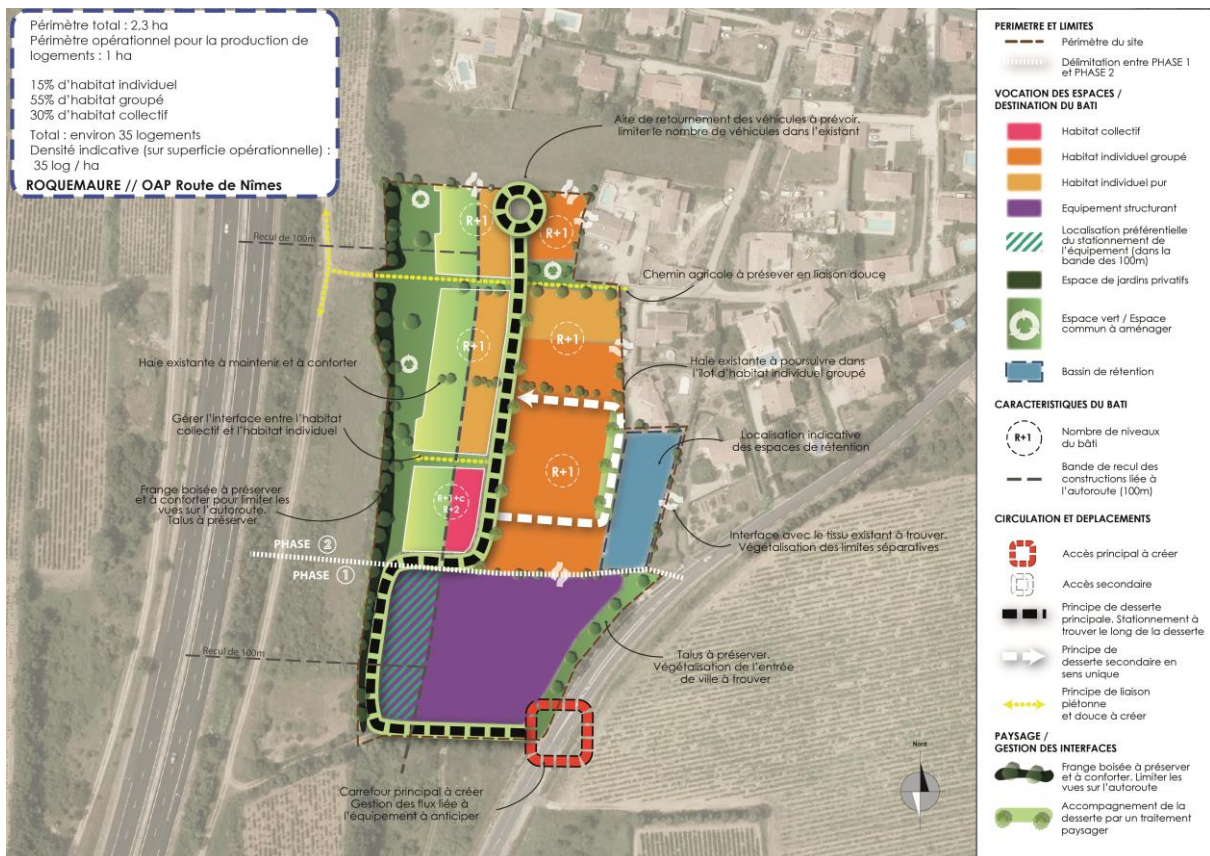 Périmètre total : 2,3 ha
Périmètre opérationnel pour la production de
logements : 1 ha
15% d'habitat individuel
55% d'habitat groupé
30% d'habitat collectif
Total : environ 35 logements
Densité indicative (sur superficie opérationnelle) :
35 log / ha
ROQUEMAURE // OAP Route de Nîmes
Aire de retournement des véhicules à prévoir.
limiter le nombre de véhicules dans l'existant
R+1
R+1
Recul de 100m
Chemin agricole à préserver en liaison douce
R+1
R+1
Haie existante à maintenir et à conforter
Haie existante à poursuivre dans
l'îlot d'habitat individuel groupé
Gérer l'interface entre l'habitat
collectif et l'habitat individuel
Localisation indicative
des espaces de rétention
R+1
Frange boisée à préserver
et à conforter pour limiter les
vues sur l'autoroute.
Talus à préserver
R+1+c
R+2
Interface avec le tissu existant à trouver.
Végétalisation des limites séparatives
PHASE 2
PHASE 1
Recul de 100m
Talus à préserver.
Végétalisation de l'entrée
de ville à trouver
Carrefour principal à créer
Gestion des flux liée à
l'équipement à anticiper
Nord
PERIMETRE ET LIMITES
Périmètre du site
Délimitation entre PHASE 1
et PHASE 2
VOCATION DES ESPACES /
DESTINATION DU BATI
Habitat collectif
Habitat individuel groupé
Habitat individuel pur
Equipement structurant
Localisation préférentielle
du stationnement de
l'équipement (dans la
bande des 100m)
Espace de jardins privatifs
Espace vert / Espace
commun à aménager
Bassin de rétention
CARACTERISTIQUES DU BATI
R+1
Nombre de niveaux
du bâti
Bande de recul des
constructions liée à
l'autoroute (100m)
CIRCULATION ET DEPLACEMENTS
Accès principal à créer
Accès secondaire
Principe de desserte
principale. Stationnement à
trouver le long de la desserte
Principe de
desserte secondaire en
sens unique
Principe de liaison
piétonne
et douce à créer
PAYSAGE /
GESTION DES INTERFACES
Frange boisée à préserver
et à conforter. Limiter les
vues sur l'autoroute
Accompagnement de la
desserte par un traitement
paysager